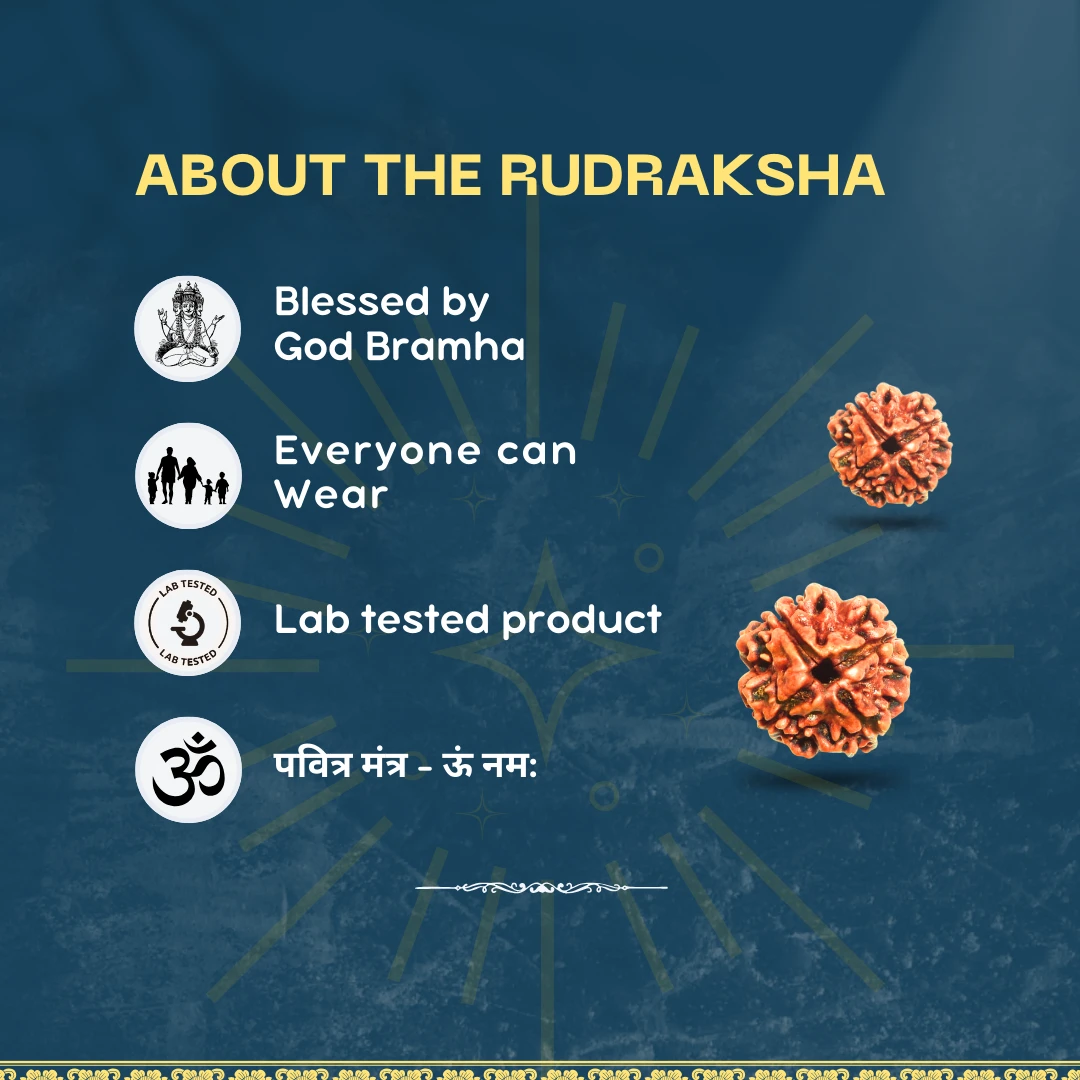 ABOUT THE RUDRAKSHA
Blessed by
God Bramha
Everyone can
Wear
LAB TESTED
LAB TESTED
Lab tested product
ॐ
पवित्र मंत्र - ऊं नम: